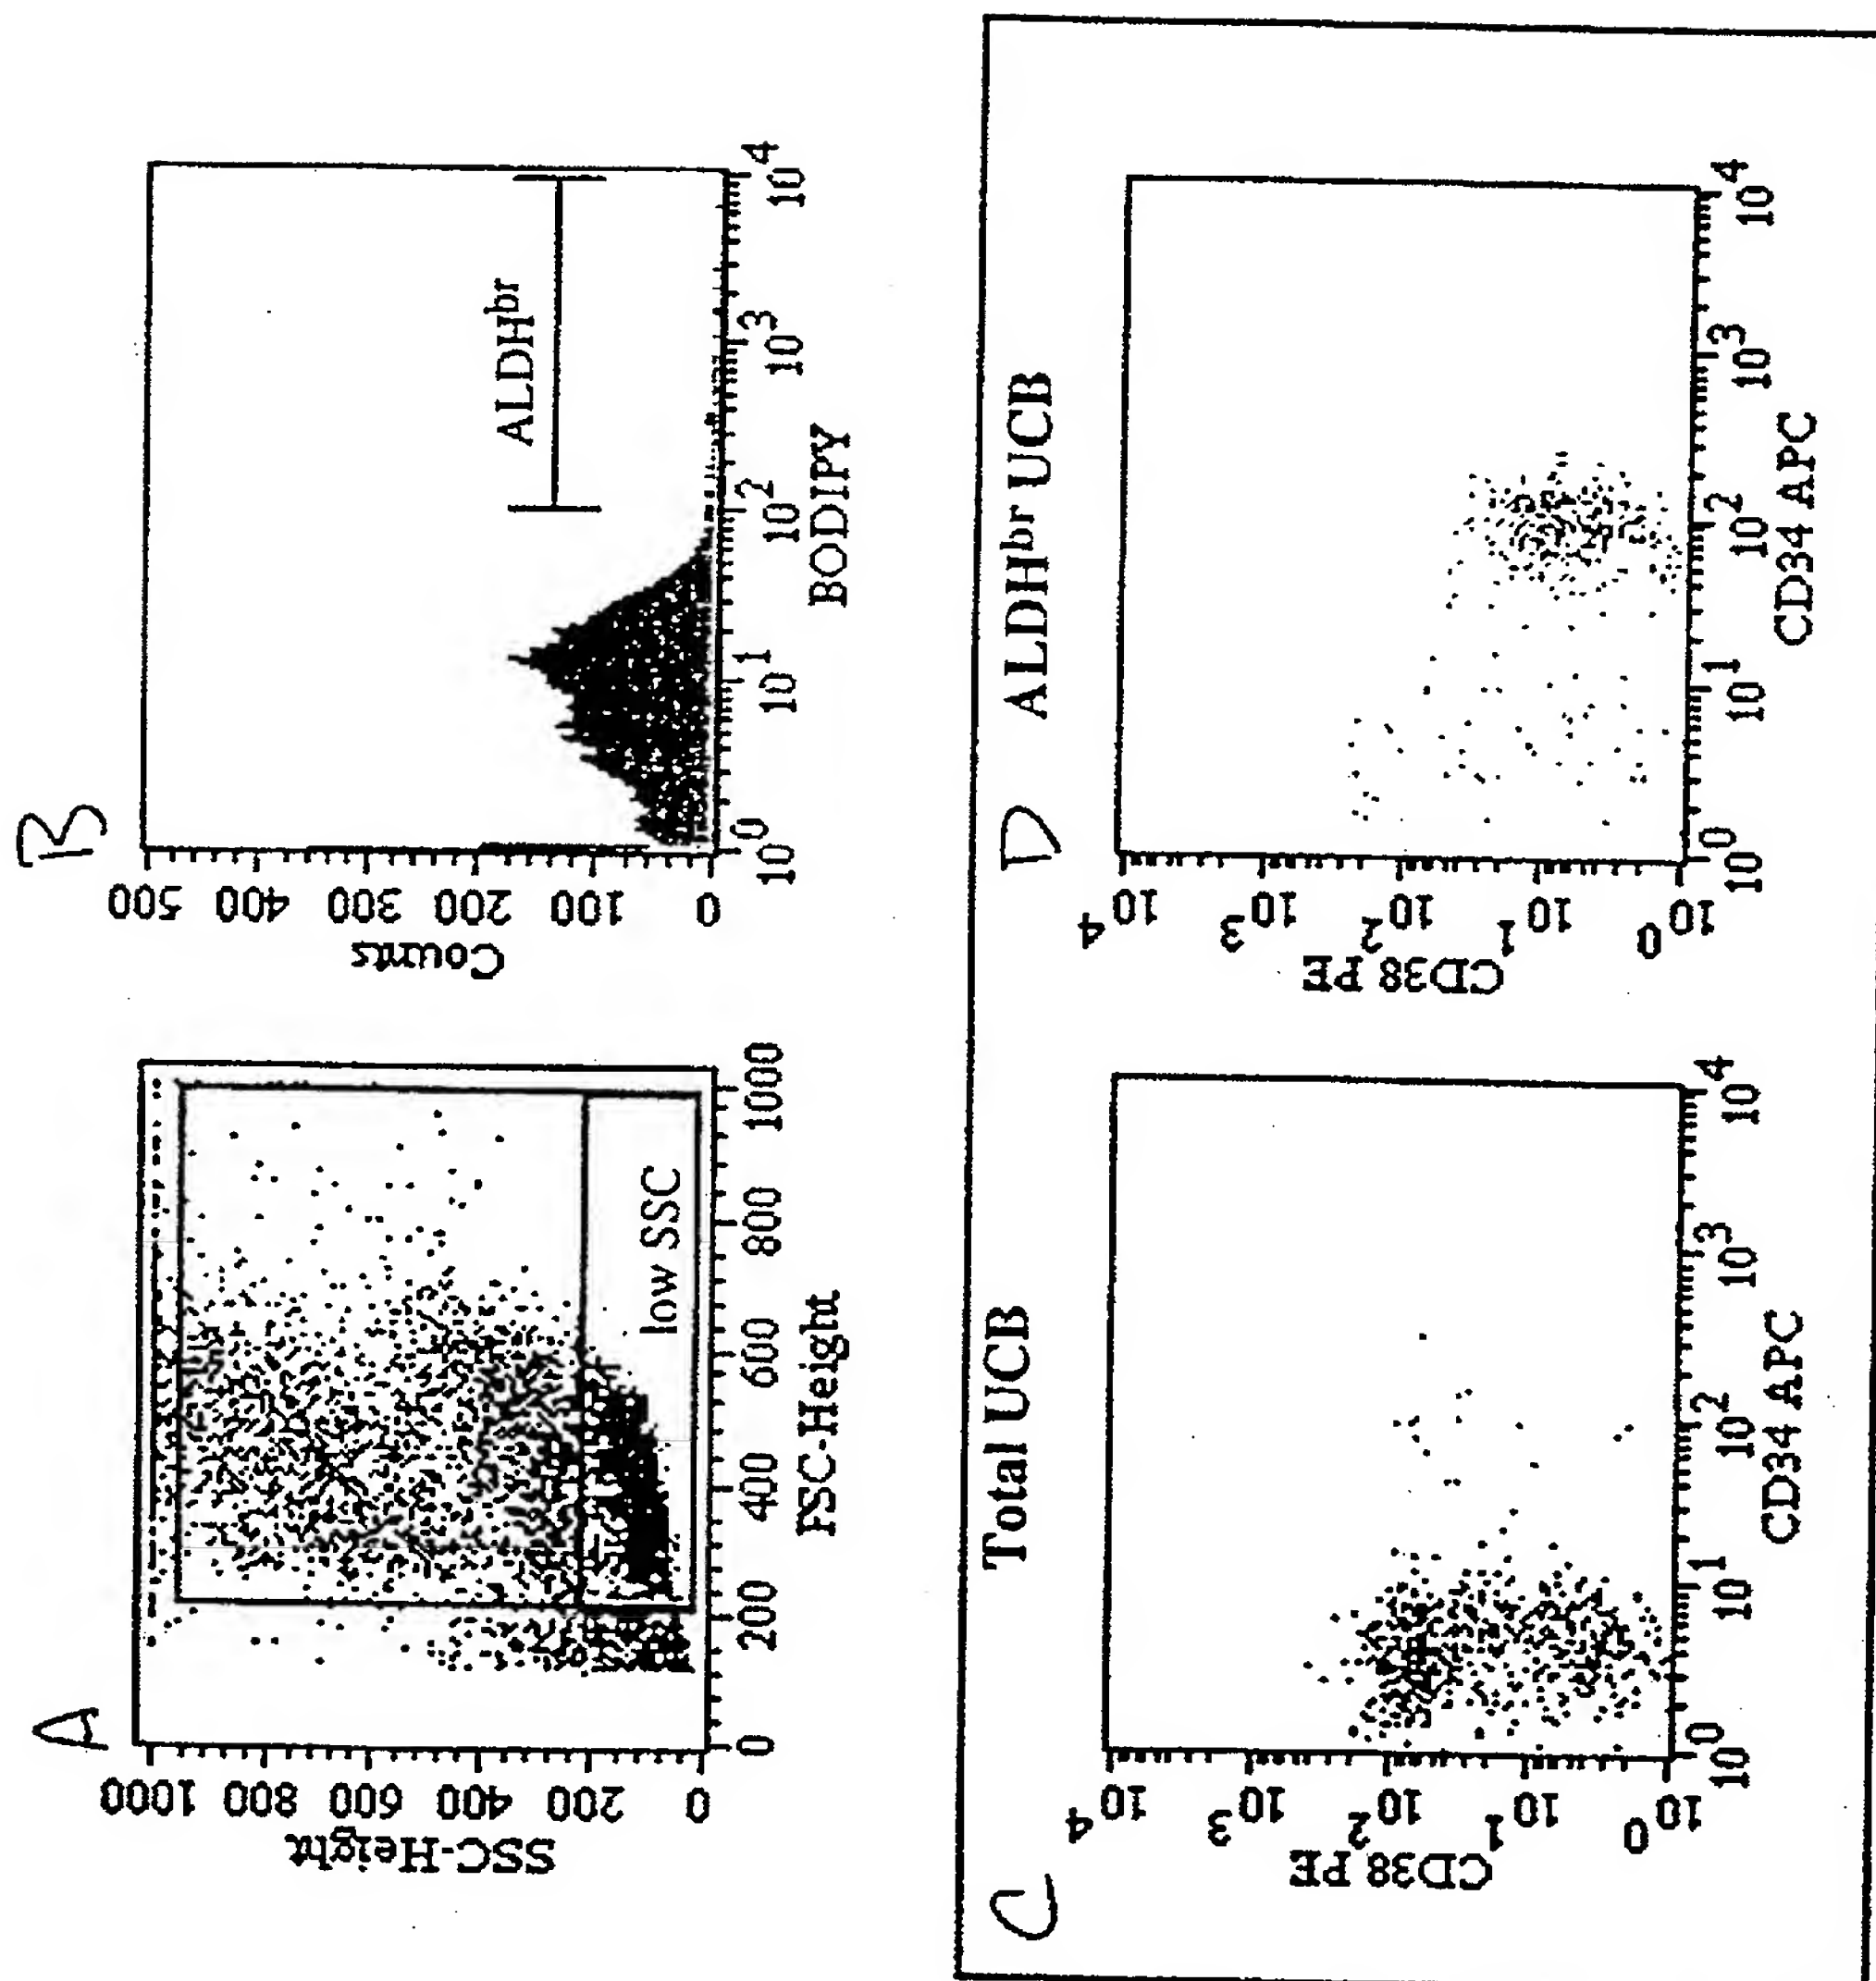 A
SSC-Height
1000
800
600
400
200
0
low SSC
0
200
400
600
800
1000
FSC-Height
B
Counts
500
400
300
200
100
0
ALDH^br
10^0
10^1
10^2
10^3
10^4
BODIPY
C
Total UCB
CD38 PE
10^4
10^3
10^2
10^1
10^0
10^0
10^1
10^2
10^3
10^4
CD34 APC
D
ALDH^br UCB
CD38 PE
10^4
10^3
10^2
10^1
10^0
10^0
10^1
10^2
10^3
10^4
CD34 APC